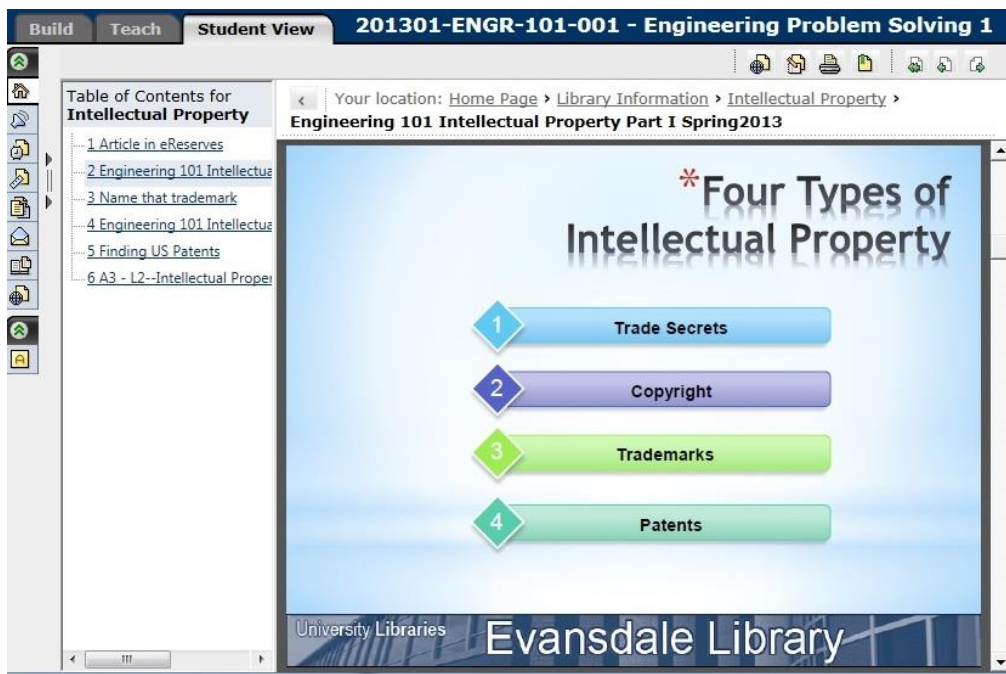 Build Teach Student View 201301-ENGR-101-001 - Engineering Problem Solving 1
Table of Contents for
Intellectual Property
1 Article in eReserves
2 Engineering 101 Intellectua
3 Name that trademark
4 Engineering 101 Intellectua
5 Finding US Patents
6 A3 - L2--Intellectual Proper
Your location: Home Page › Library Information › Intellectual Property ›
Engineering 101 Intellectual Property Part I Spring2013
*Four Types of
Intellectual Property
1 Trade Secrets
2 Copyright
3 Trademarks
4 Patents
University Libraries Evansdale Library